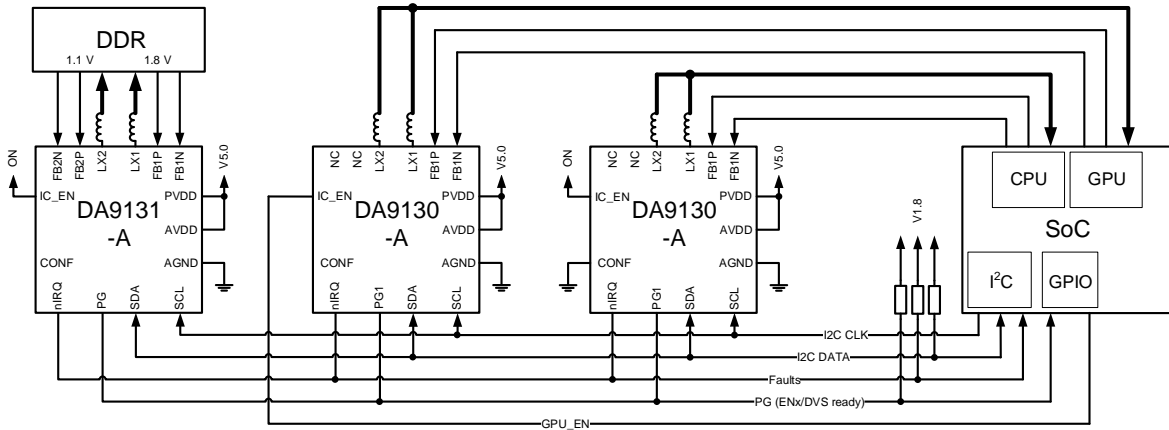 DDR
1.1 V 1.8 V
FB2N FB2P LX2 LX1 FB1P FB1N
ON
V5.0
IC_EN
PVDD
DA9131
-A
AVDD
CONF
AGND
nIRQ PG SDA SCL
NC NC LX2 LX1 FB1P FB1N
V5.0
IC_EN
PVDD
DA9130
-A
AVDD
CONF
AGND
nIRQ PG1 SDA SCL
NC NC LX2 LX1 FB1P FB1N
ON
V5.0
IC_EN
PVDD
DA9130
-A
AVDD
CONF
AGND
nIRQ PG1 SDA SCL
V1.8
CPU GPU
SoC
I²C GPIO
I2C CLK
I2C DATA
Faults
PG (ENx/DVS ready)
GPU_EN